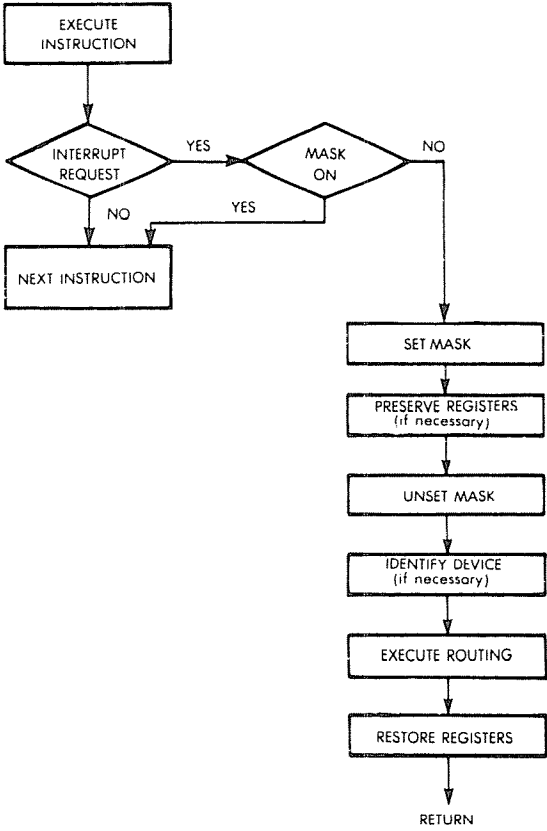 EXECUTE
INSTRUCTION
INTERRUPT
REQUEST
YES
MASK
ON
NO
NO
YES
NEXT INSTRUCTION
SET MASK
PRESERVE REGISTERS
(if necessary)
UNSET MASK
IDENTIFY DEVICE
(if necessary)
EXECUTE ROUTING
RESTORE REGISTERS
RETURN